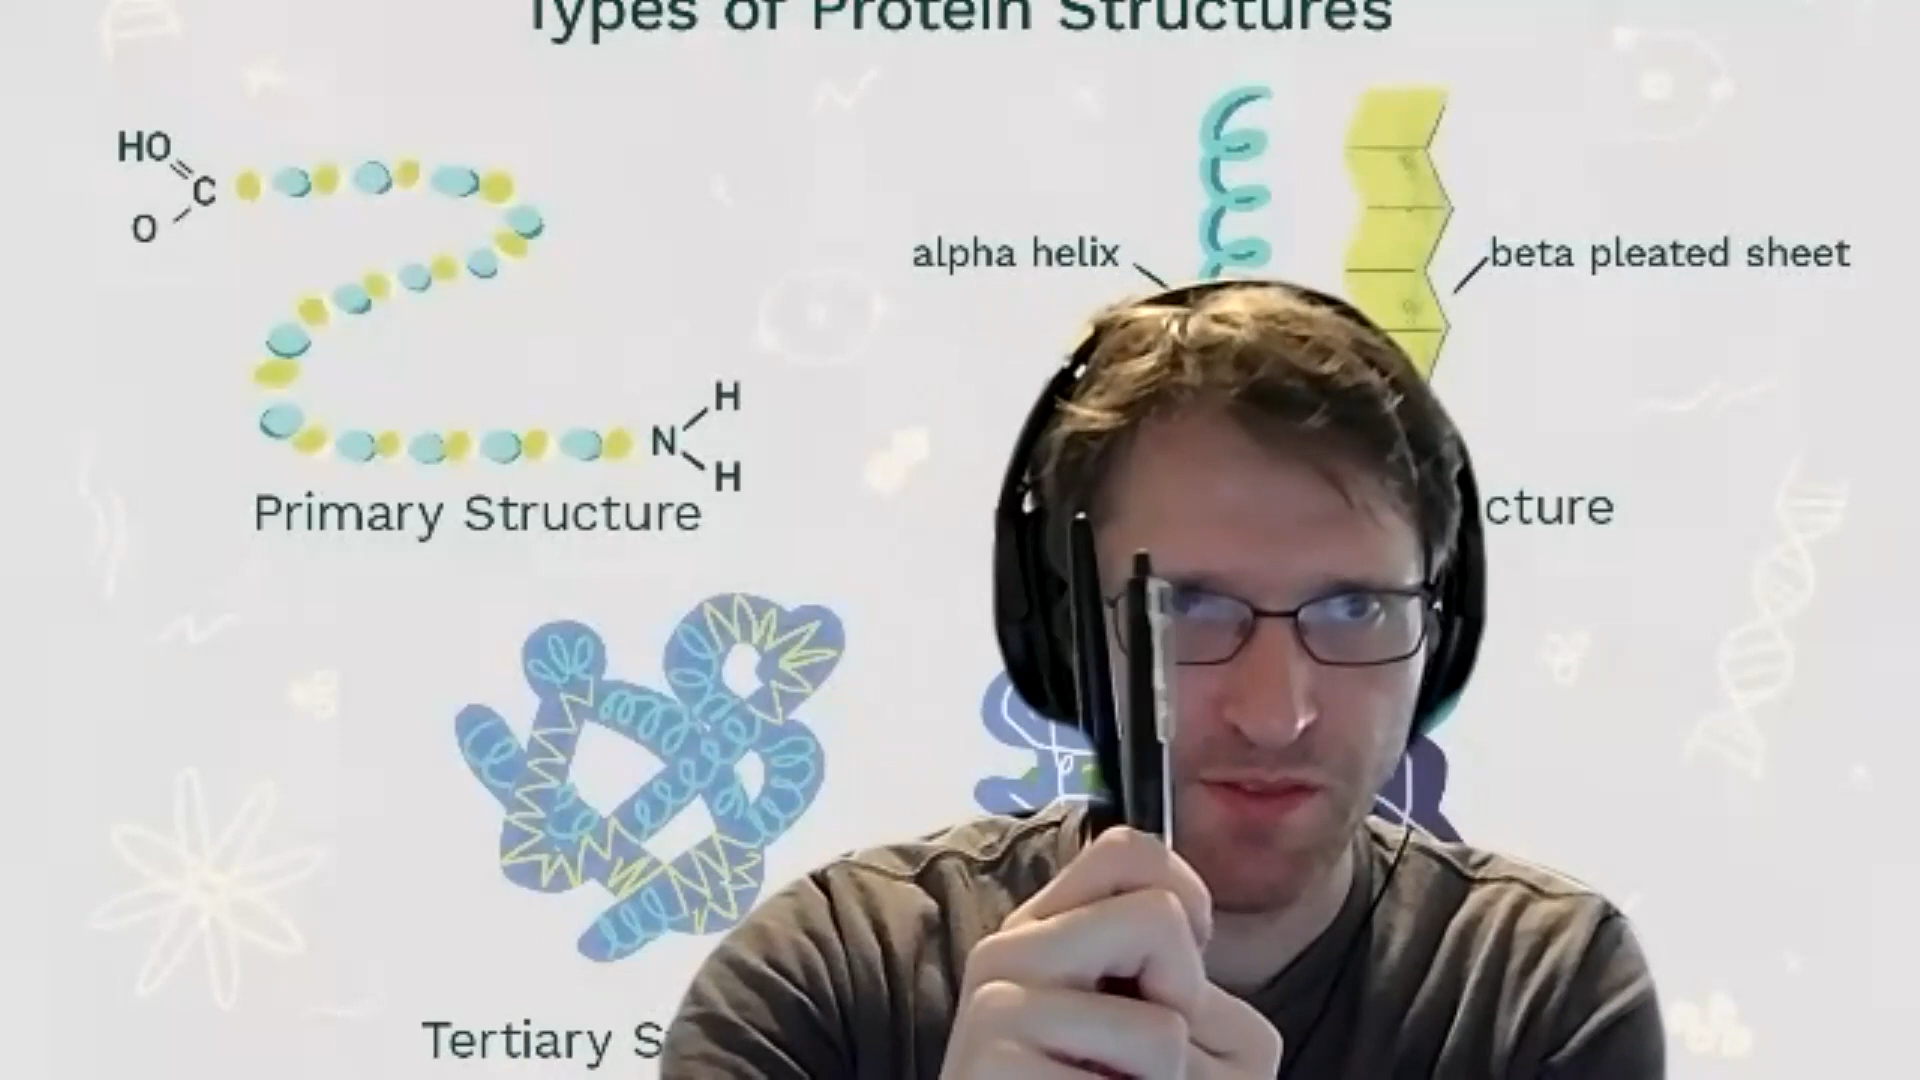 Types of Protein Structures
HO
C
O
alpha helix
beta pleated sheet
H
N
H
Primary Structure
cture
Tertiary S